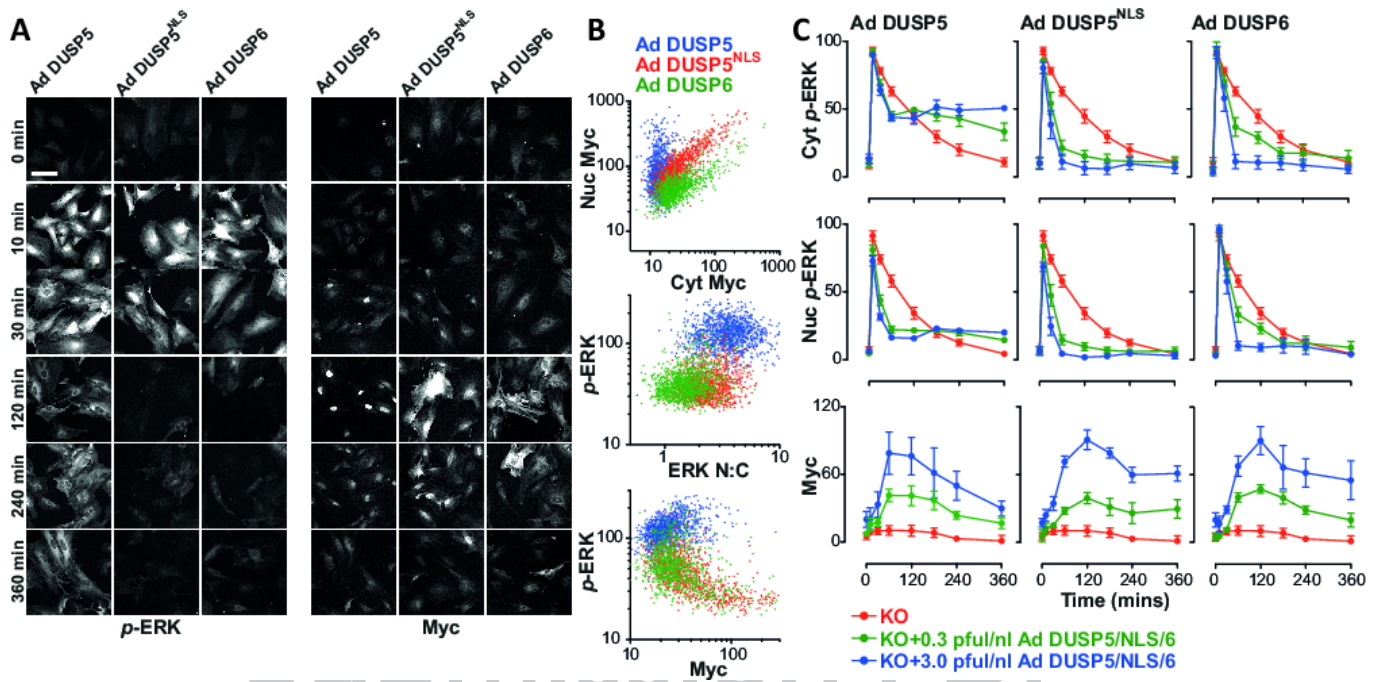 A
Ad DUSP5
Ad DUSP5NLS
Ad DUSP6
Ad DUSP5
Ad DUSP5NLS
Ad DUSP6
0 min
10 min
30 min
120 min
240 min
360 min
p-ERK
Myc
B
Ad DUSP5
Ad DUSP5NLS
Ad DUSP6
Nuc Myc
1000
100
10
10
100
1000
Cyt Myc
p-ERK
100
10
1
10
ERK N:C
p-ERK
100
10
10
100
Myc
C
Ad DUSP5
Ad DUSP5NLS
Ad DUSP6
Cyt p-ERK
100
50
0
Nuc p-ERK
100
50
0
Myc
120
60
0
0 120 240 360
0 120 240 360
0 120 240 360
Time (mins)
KO
KO+0.3 pful/nl Ad DUSP5/NLS/6
KO+3.0 pful/nl Ad DUSP5/NLS/6